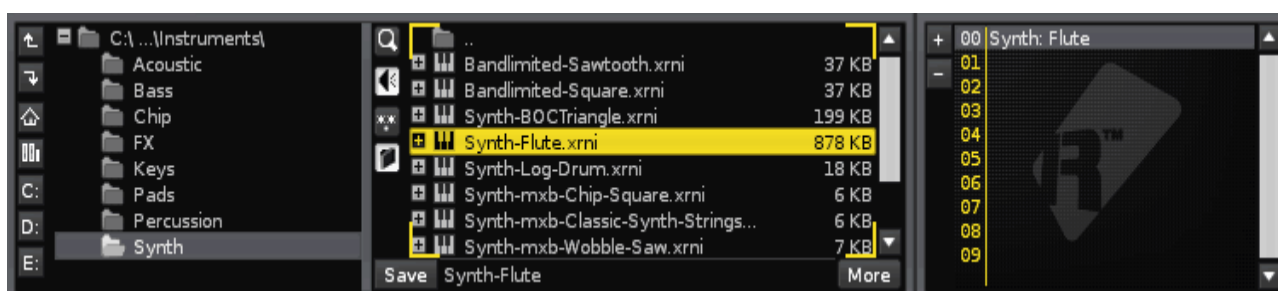 C:\ ...\Instruments\
Acoustic
Bass
Chip
FX
Keys
Pads
Percussion
Synth
C:
D:
E:
..
Bandlimited-Sawtooth.xrni 37 KB
Bandlimited-Square.xrni 37 KB
Synth-BOCTriangle.xrni 199 KB
Synth-Flute.xrni 878 KB
Synth-Log-Drum.xrni 18 KB
Synth-mxb-Chip-Square.xrni 6 KB
Synth-mxb-Classic-Synth-Strings... 6 KB
Synth-mxb-Wobble-Saw.xrni 7 KB
Save Synth-Flute More
+ 00 Synth: Flute
- 01
02
03
04
05
06
07
08
09
R™